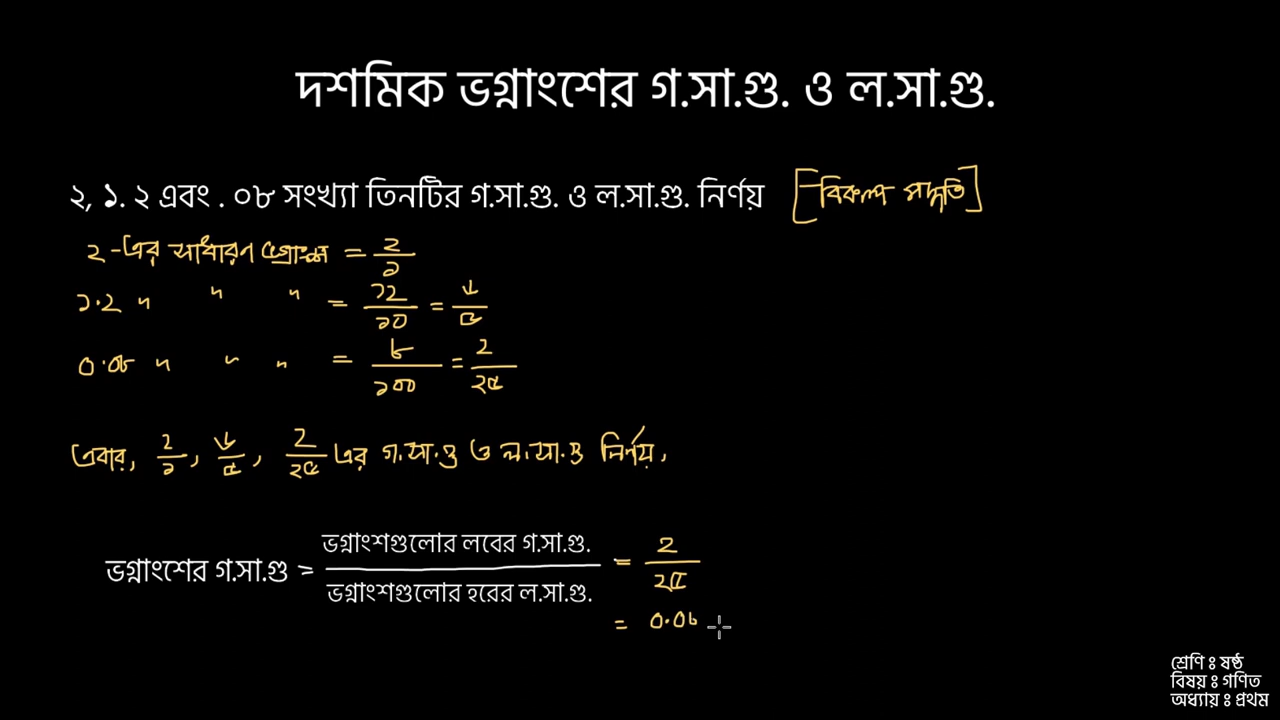 দশমিক ভগ্নাংশের গ.সা.গু. ও ল.সা.গু.
২, ১. ২ এবং . ০৮ সংখ্যা তিনটির গ.সা.গু. ও ল.সা.গু. নির্ণয় [বিকল্প পদ্ধতি]
২-এর সাধারণ ভগ্নাংশ = ২/১
১.২ " " " = ১২/১০ = ৬/৫
০.০৮ " " " = ৮/১০০ = ২/২৫
এবার, ২/১, ৬/৫, ২/২৫ এর গ.সা.গু ও ল.সা.গু নির্ণয়,
ভগ্নাংশের গ.সা.গু = ভগ্নাংশগুলোর লবের গ.সা.গু. / ভগ্নাংশগুলোর হরের ল.সা.গু. = ২/২৫
= ০.০৮
শ্রেণি ঃ ষষ্ঠ
বিষয় ঃ গণিত
অধ্যায় ঃ প্রথম